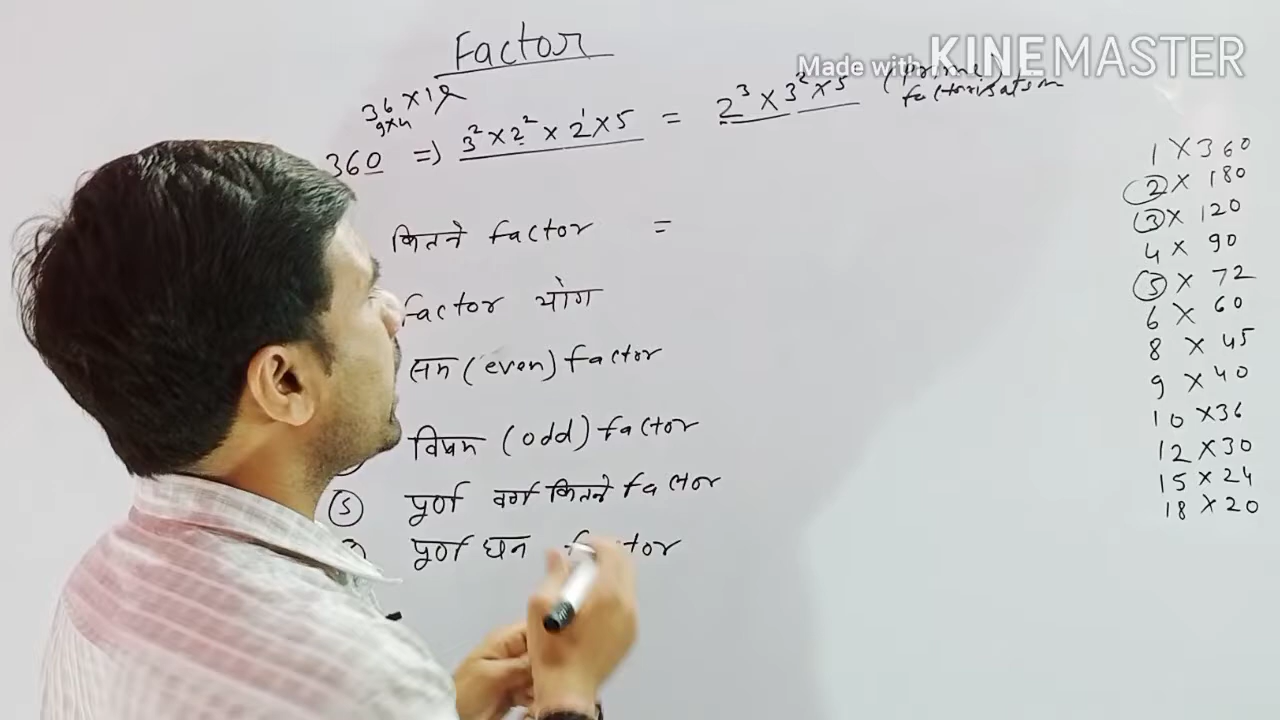 Factor
Made with KINEMASTER
36 × 10
9×4
360 ⇒ 3² × 2² × 2¹ × 5 = 2³ × 3² × 5 (prime) factorisation
कितने factor =
factor योग
सम (even) factor
विषम (odd) factor
(5) पूर्ण वर्ग कितने factor
पूर्ण घन factor
1 × 360
2 × 180
3 × 120
4 × 90
5 × 72
6 × 60
8 × 45
9 × 40
10 × 36
12 × 30
15 × 24
18 × 20